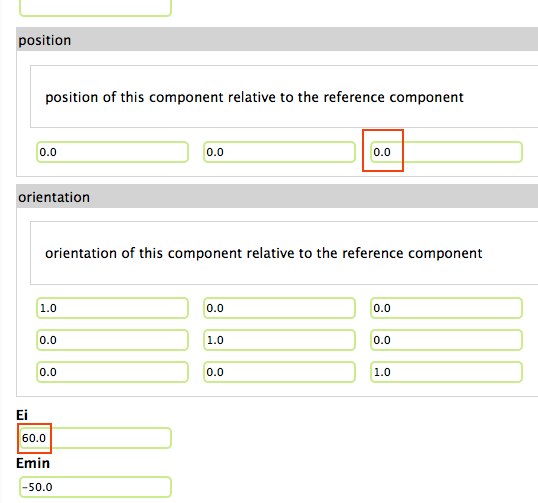 position
position of this component relative to the reference component
0.0 0.0 0.0
orientation
orientation of this component relative to the reference component
1.0 0.0 0.0
0.0 1.0 0.0
0.0 0.0 1.0
Ei
60.0
Emin
-50.0